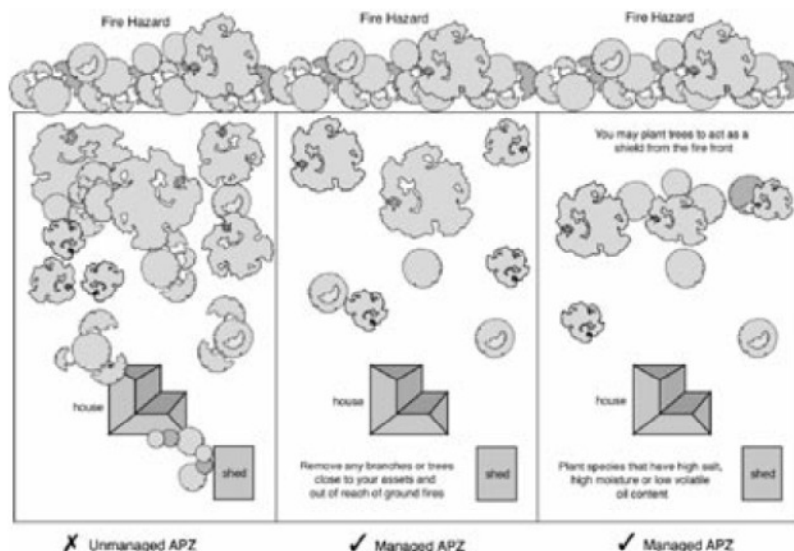 Fire Hazard
Fire Hazard
Fire Hazard
You may plant trees to act as a
shield from the fire front
house
shed
house
Remove any branches or trees
close to your assets and
out of reach of ground fires
shed
house
Plant species that have high salt,
high moisture or low volatile
oil content
shed
✗ Unmanaged APZ
✓ Managed APZ
✓ Managed APZ